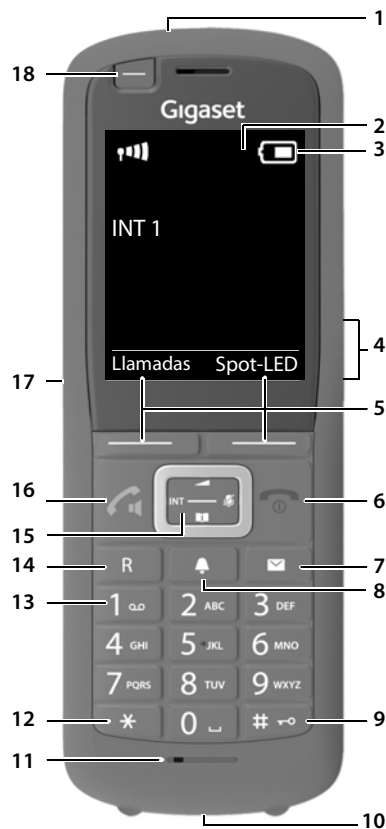 1
18
Gigaset
2
3
INT 1
4
Llamadas Spot-LED
17
5
16
INT
6
15
14 R 7
8
13 1 2 ABC 3 DEF
4 GHI 5 JKL 6 MNO
7 PQRS 8 TUV 9 WXYZ
12 * 0 # 9
11
10